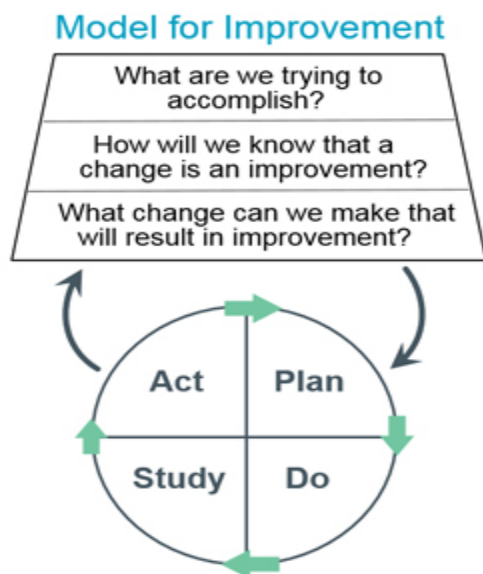 Model for Improvement
What are we trying to
accomplish?
How will we know that a
change is an improvement?
What change can we make that
will result in improvement?
Act
Plan
Study
Do